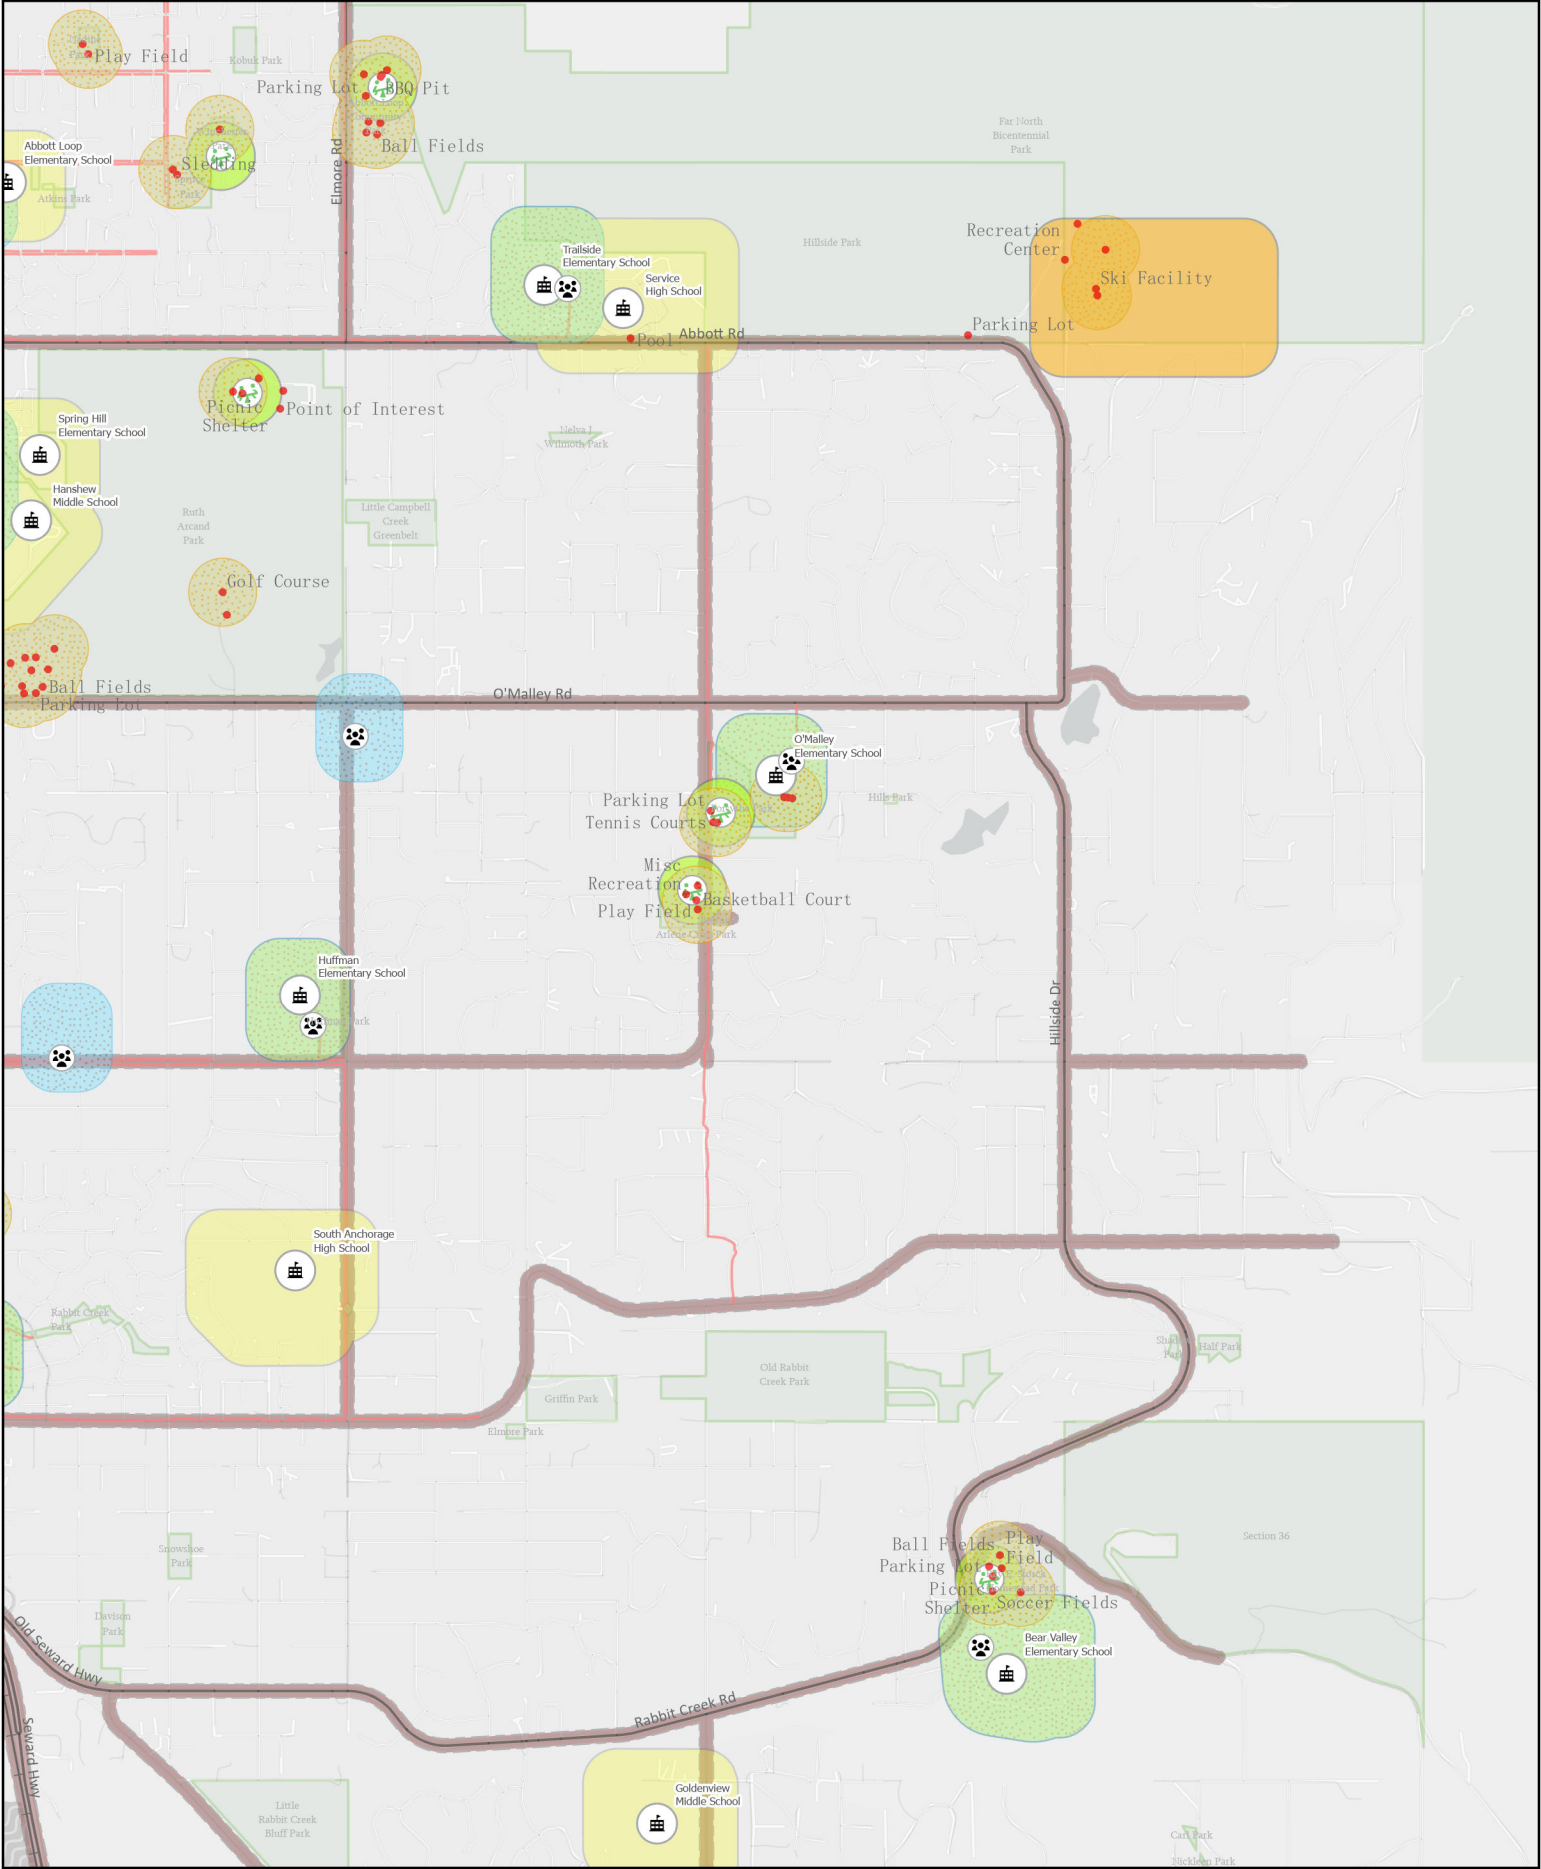 Play Field
Kobuk Park
Parking Lot
BBQ Pit
Ball Fields
Far North
Bicentennial
Park
Abbott Loop
Elementary School
Sledding
Park
Atkins Park
Elmore Rd
Trailside
Elementary School
Service
High School
Hillside Park
Recreation
Center
Ski Facility
Parking Lot
Pool
Abbott Rd
Picnic
Shelter
Point of Interest
Spring Hill
Elementary School
Nelva J
Wilmoth Park
Hanshew
Middle School
Ruth
Arcand
Park
Little Campbell
Creek
Greenbelt
Golf Course
Ball Fields
Parking Lot
O'Malley Rd
O'Malley
Elementary School
Parking Lot
Tennis Courts
Hills Park
Misc
Recreation
Basketball Court
Play Field
Huffman
Elementary School
Hillside Dr
South Anchorage
High School
Rabbit Creek
Park
Old Rabbit
Creek Park
Half Park
Griffin Park
Elmore Park
Snowshoe
Park
Section 36
Ball Fields
Play
Field
Parking Lot
Picnic
Shelter
Soccer Fields
Davison
Park
Old Seward Hwy
Bear Valley
Elementary School
Rabbit Creek Rd
Seward Hwy
Goldenview
Middle School
Little
Rabbit Creek
Bluff Park
Carl Park
Nickleen Park